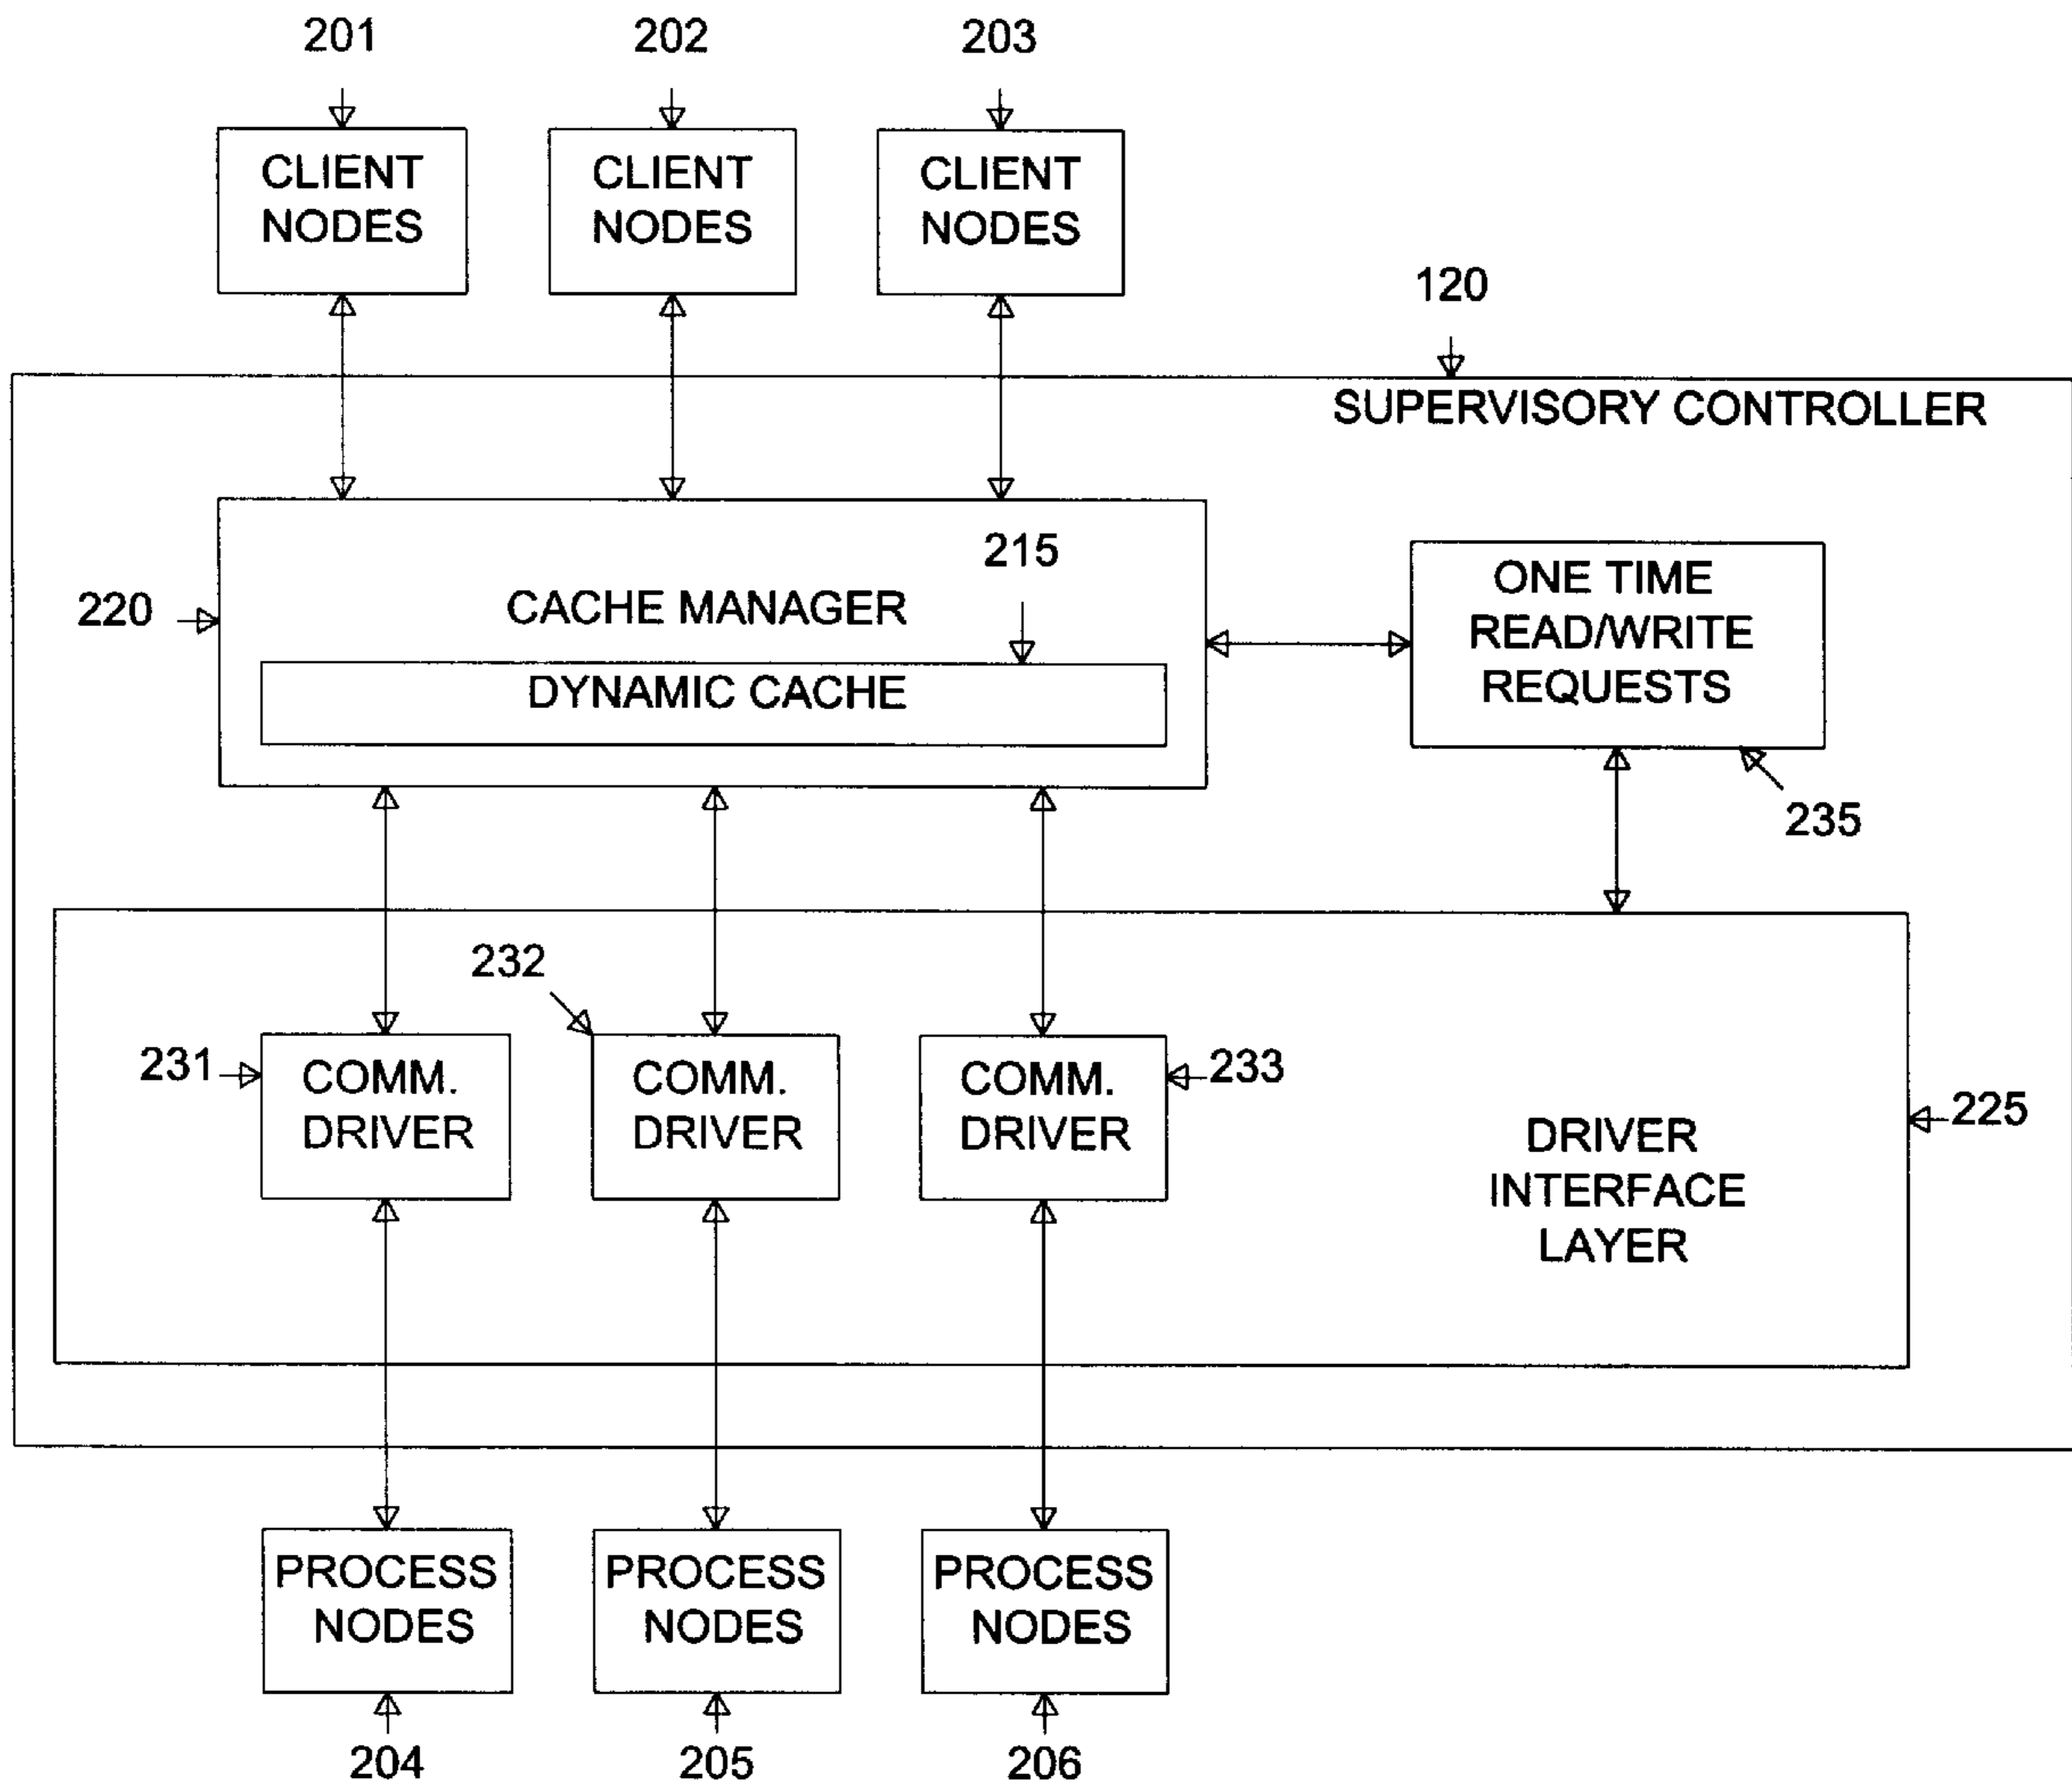 201
202
203
CLIENT
NODES
CLIENT
NODES
CLIENT
NODES
120
SUPERVISORY CONTROLLER
215
220
CACHE MANAGER
DYNAMIC CACHE
ONE TIME
READ/WRITE
REQUESTS
235
232
231
COMM.
DRIVER
COMM.
DRIVER
COMM.
DRIVER
233
225
DRIVER
INTERFACE
LAYER
PROCESS
NODES
PROCESS
NODES
PROCESS
NODES
204
205
206